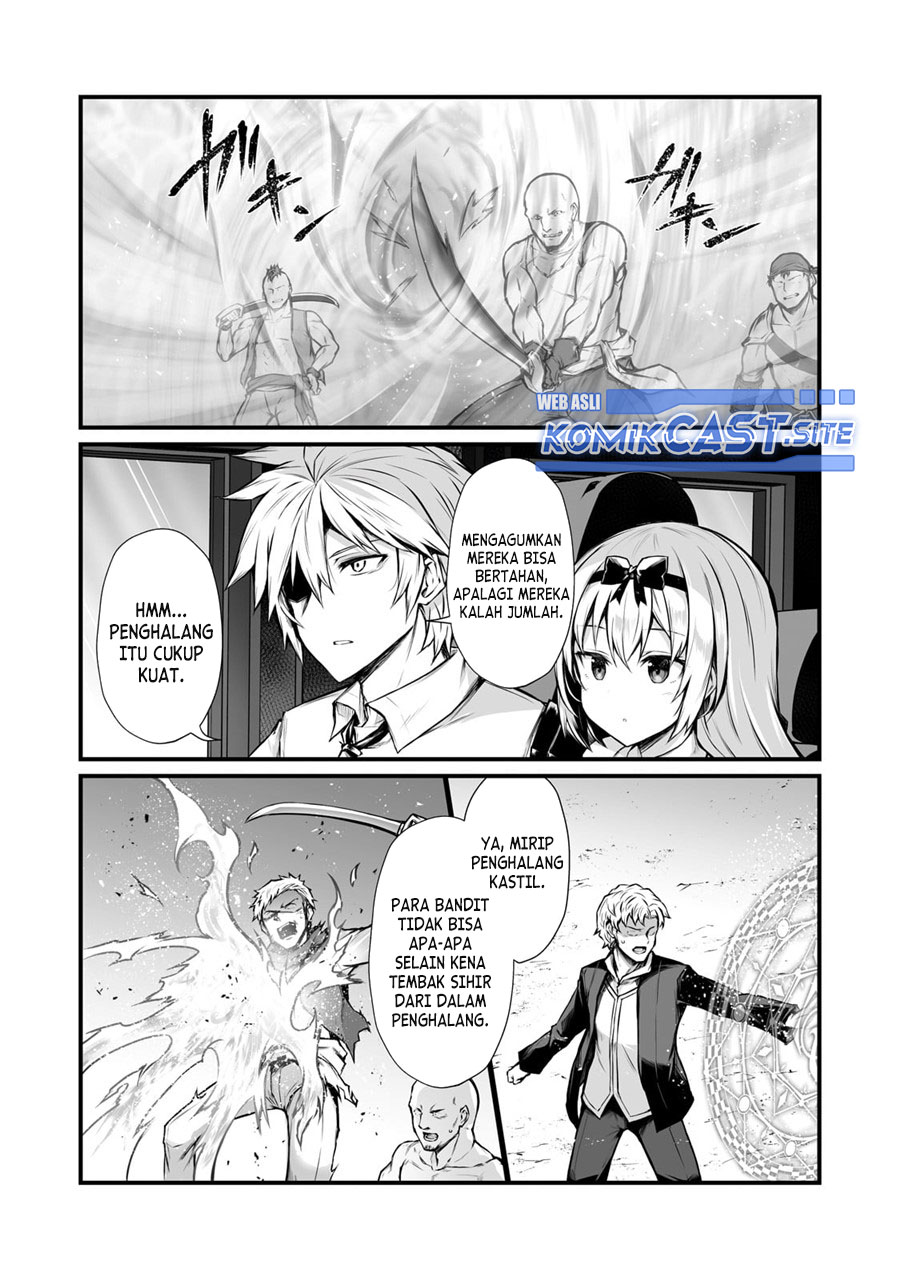 ガキン
ガキン
WEB ASLI
KOMIKCAST.SITE
MENGAGUMKAN
MEREKA BISA
BERTAHAN,
APALAGI MEREKA
KALAH JUMLAH.
HMM...
PENGHALANG
ITU CUKUP
KUAT.
YA, MIRIP
PENGHALANG
KASTIL.
PARA BANDIT
TIDAK BISA
APA-APA
SELAIN KENA
TEMBAK SIHIR
DARI DALAM
PENGHALANG.